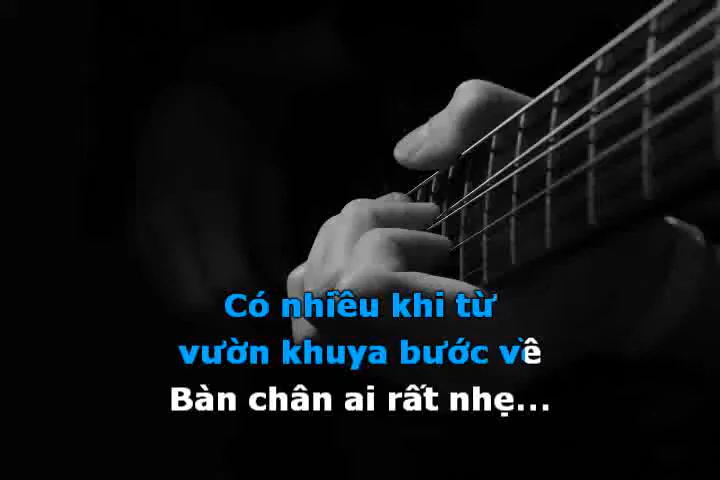 Có nhiều khi từ
vườn khuya bước về
Bàn chân ai rất nhẹ...